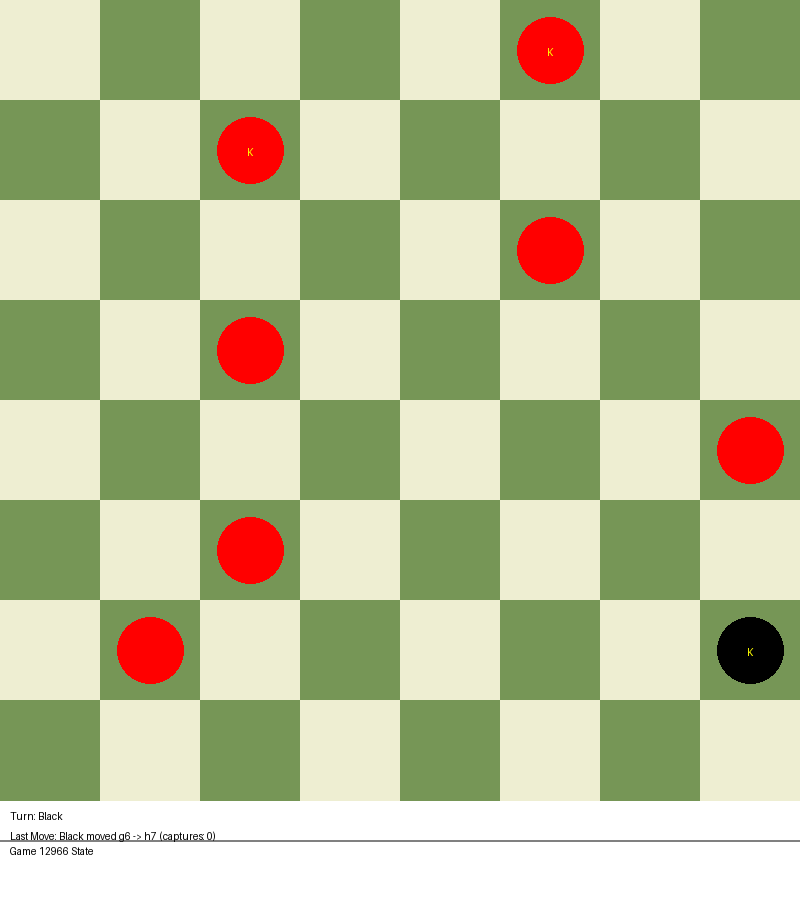 K
K
K
Turn: Black
Last Move: Black moved g6 -> h7 (captures: 0)
Game 12966 State